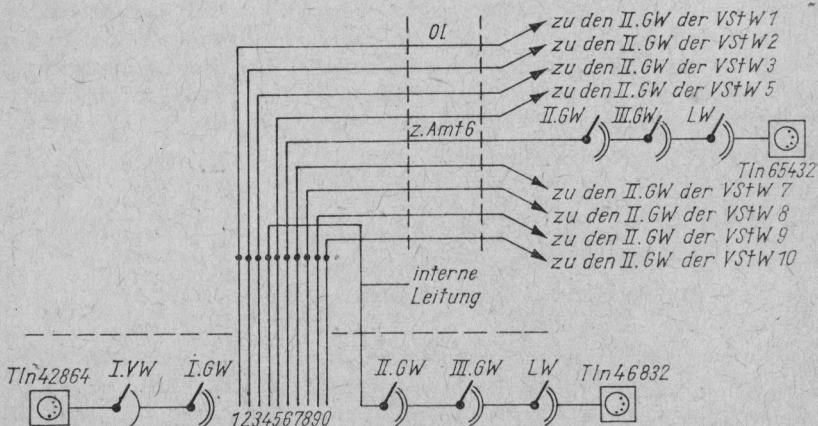 Ol
zu den II.GW der VStW 1
zu den II.GW der VStW 2
zu den II.GW der VStW 3
zu den II.GW der VStW 5
z. Amt 6
II.GW III.GW LW
Tln 65432
zu den II.GW der VStW 7
zu den II.GW der VStW 8
zu den II.GW der VStW 9
zu den II.GW der VStW 10
interne
Leitung
Tln 42864 I.VW I.GW
II.GW III.GW LW Tln 46832
1234567890